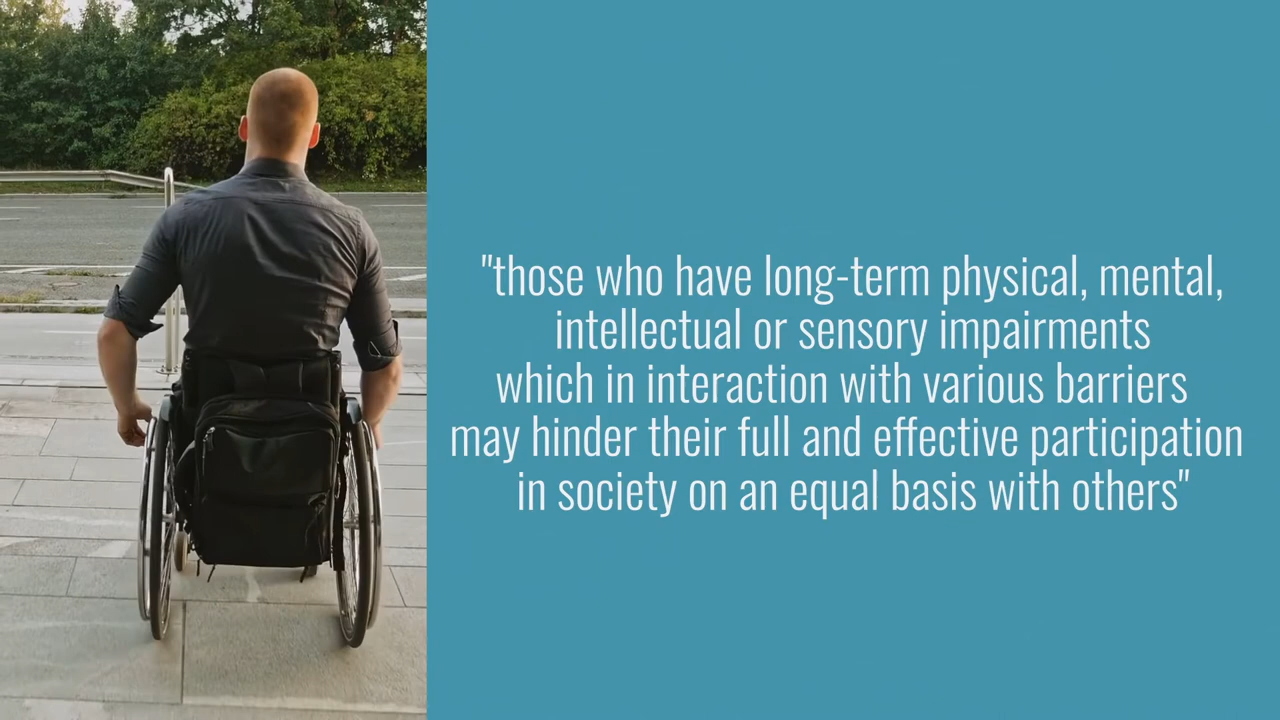 "those who have long-term physical, mental,
intellectual or sensory impairments
which in interaction with various barriers
may hinder their full and effective participation
in society on an equal basis with others"